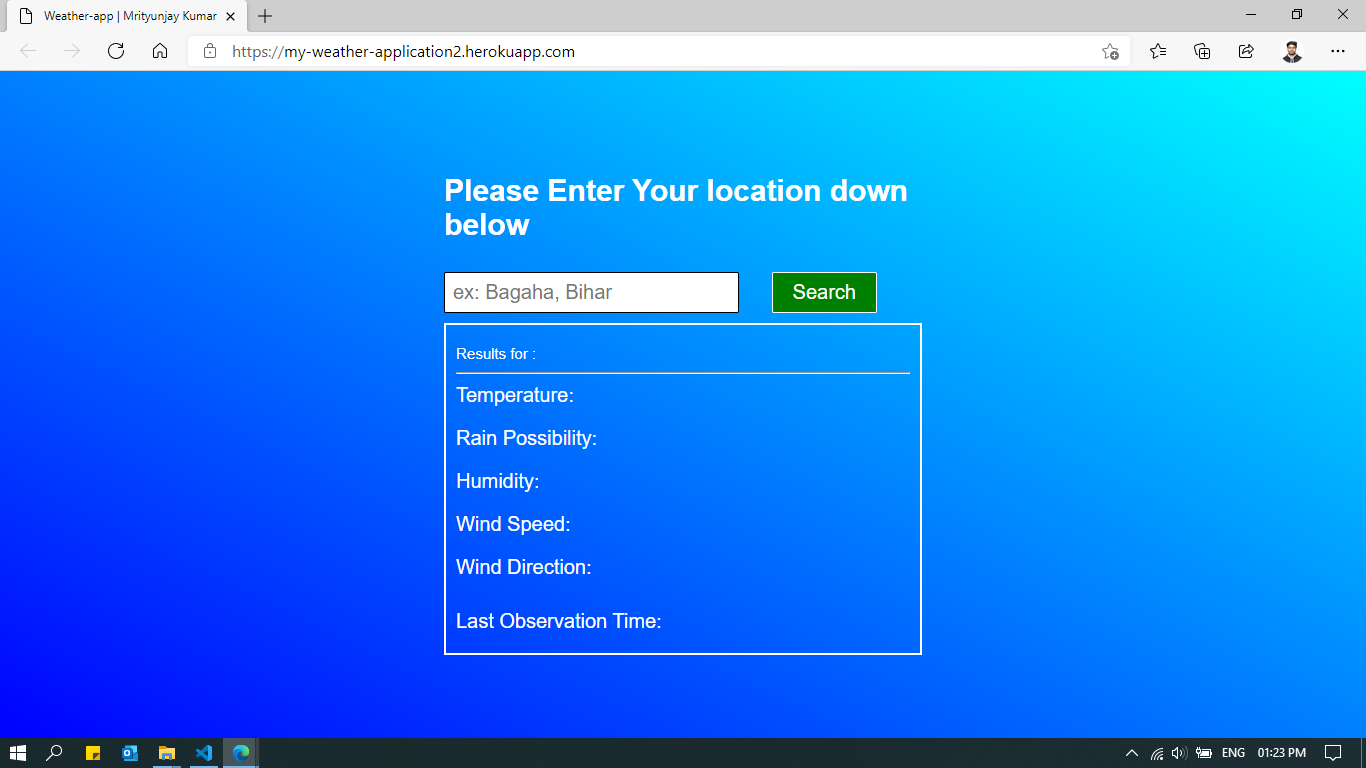 Weather-app | Mrityunjay Kumar
https://my-weather-application2.herokuapp.com
Please Enter Your location down
below
ex: Bagaha, Bihar
Search
Results for :
Temperature:
Rain Possibility:
Humidity:
Wind Speed:
Wind Direction:
Last Observation Time:
ENG
01:23 PM